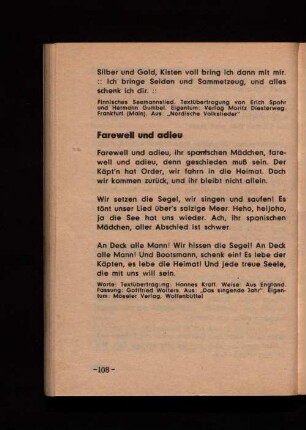 Silber und Gold, Kisten voll bring ich dann mit mir.
:: Ich bringe Seiden und Sammetzeug, und alles
schenk ich dir. ::
Finnisches Seemannslied. Textübertragung von Erich Spohr
und Hermann Gumbel. Eigentum: Verlag Moritz Diesterweg.
Frankfurt (Main). Aus: „Nordische Volkslieder"
Farewell und adieu
Farewell und adieu, ihr spanischen Mädchen, fare-
well und adieu, denn geschieden muß sein. Der
Käpt'n hat Order, wir fahrn in die Heimat. Doch
wir kommen zurück, und ihr bleibt nicht allein.
Wir setzen die Segel, wir singen und saufen! Es
tönt unser Lied über's salzige Meer. Heho, heijoho,
ja die See hat uns wieder. Ach, ihr spanischen
Mädchen, aller Abschied ist schwer.
An Deck alle Mann! Wir hissen die Segel! An Deck
alle Mann! Und Bootsmann, schenk ein! Es lebe der
Käpten, es lebe die Heimat! Und jede treue Seele,
die mit uns will sein.
Worte: Textübertragung: Hannes Kraft. Weise: Aus England.
Fassung: Gottfried Wolters. Aus „Das singende Jahr". Eigen-
tum: Möseler Verlag, Wolfenbüttel
-108-